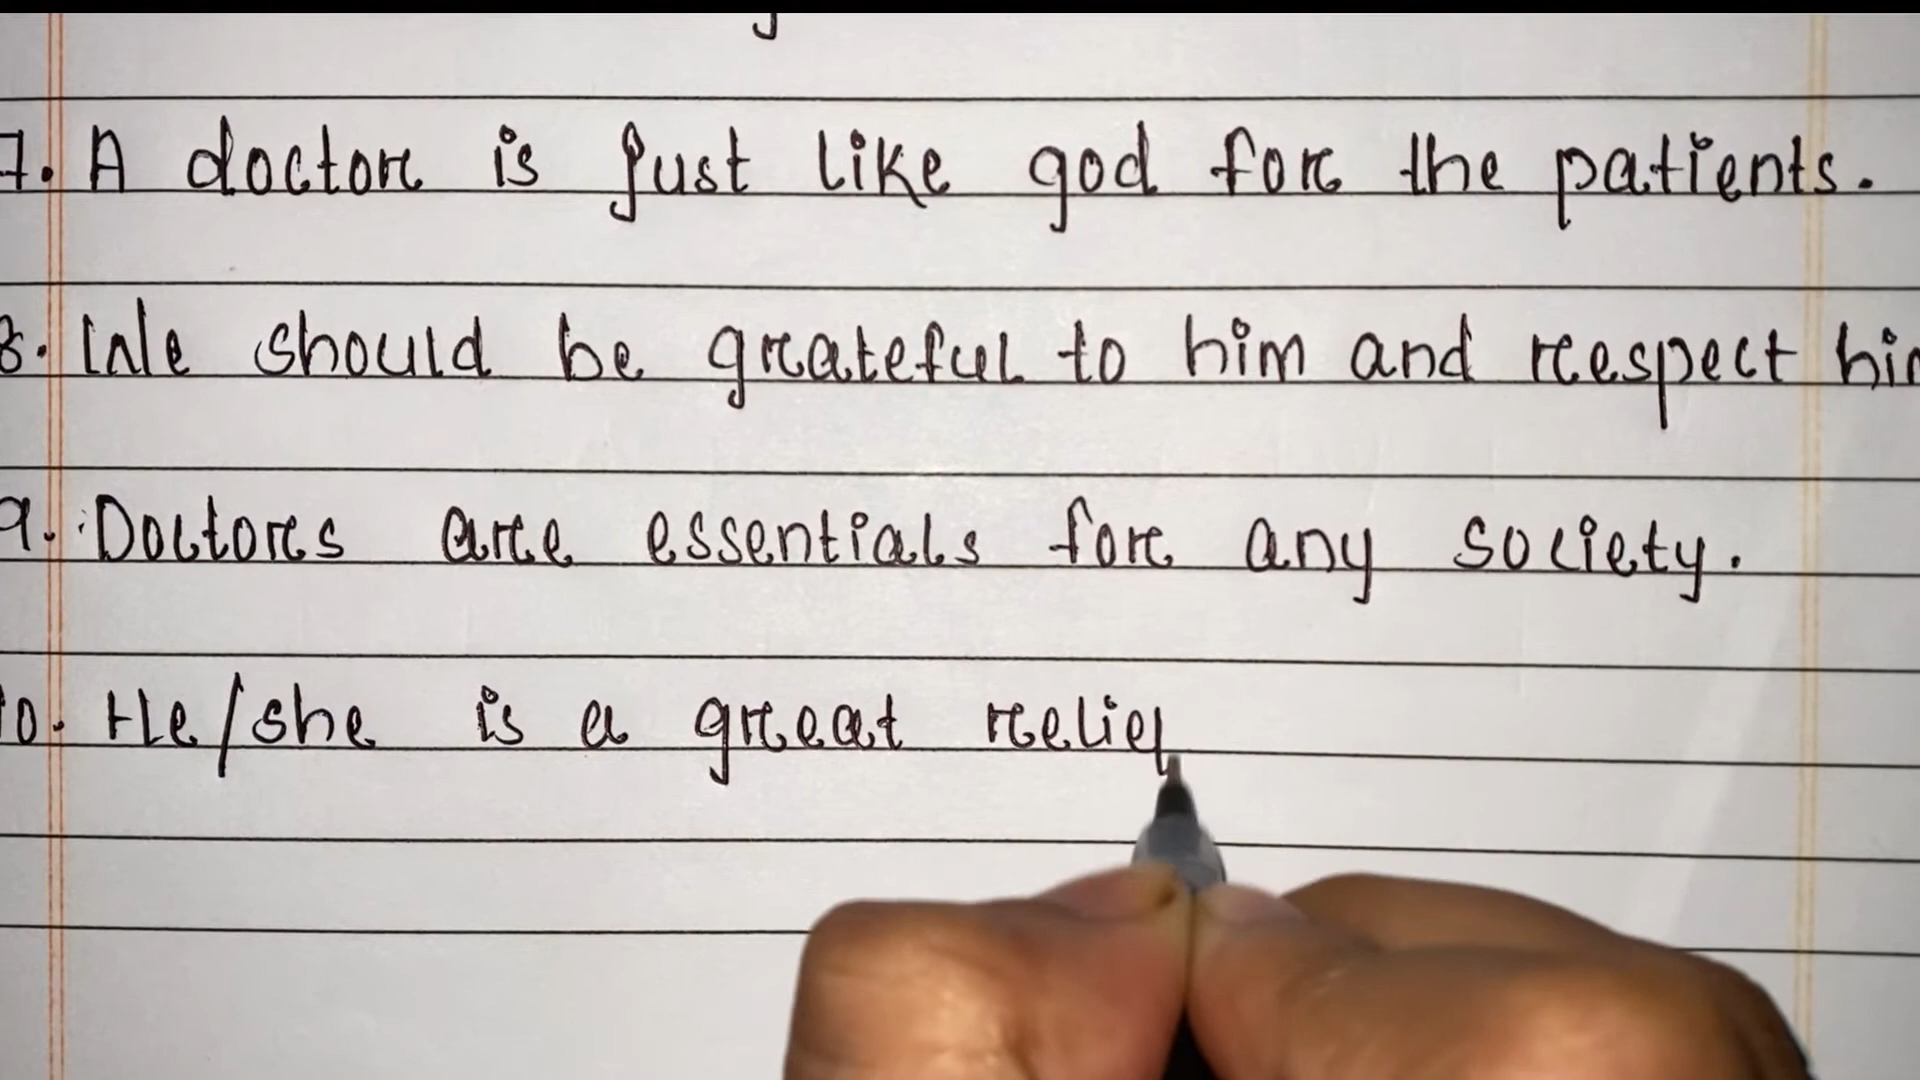 7. A doctor is just like god for the patients.
8. We should be grateful to him and respect
9. Doctors are essentials for any society.
10. He/she is a great relief